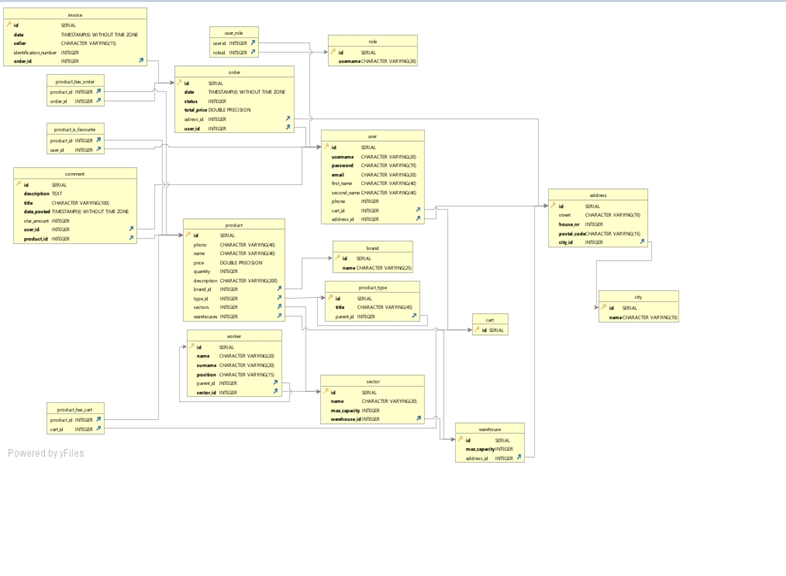 invoice
id SERIAL
date TIMESTAMP(6) WITHOUT TIME ZONE
seller CHARACTER VARYING(15)
identification_number INTEGER
order_id INTEGER
user_role
userid INTEGER
roleid INTEGER
role
id SERIAL
username CHARACTER VARYING(20)
product_has_order
product_id INTEGER
order_id INTEGER
order
id SERIAL
date TIMESTAMP(6) WITHOUT TIME ZONE
status INTEGER
total_price DOUBLE PRECISION
adress_id INTEGER
user_id INTEGER
product_is_favourite
product_id INTEGER
user_id INTEGER
user
id SERIAL
username CHARACTER VARYING(20)
password CHARACTER VARYING(70)
email CHARACTER VARYING(20)
first_name CHARACTER VARYING(40)
second_name CHARACTER VARYING(40)
phone INTEGER
cart_id INTEGER
address_id INTEGER
comment
id SERIAL
description TEXT
title CHARACTER VARYING(100)
date_posted TIMESTAMP(6) WITHOUT TIME ZONE
star_amount INTEGER
user_id INTEGER
product_id INTEGER
address
id SERIAL
street CHARACTER VARYING(70)
house_nr INTEGER
postal_code CHARACTER VARYING(15)
city_id INTEGER
product
id SERIAL
photo CHARACTER VARYING(40)
name CHARACTER VARYING(40)
price DOUBLE PRECISION
quantity INTEGER
description CHARACTER VARYING(200)
brand_id INTEGER
type_id INTEGER
sectors INTEGER
warehouses INTEGER
brand
id SERIAL
name CHARACTER VARYING(25)
product_type
id SERIAL
title CHARACTER VARYING(45)
parent_id INTEGER
city
id SERIAL
name CHARACTER VARYING(70)
cart
id SERIAL
worker
id SERIAL
name CHARACTER VARYING(20)
surname CHARACTER VARYING(20)
position CHARACTER VARYING(15)
parent_id INTEGER
sector_id INTEGER
sector
id SERIAL
name CHARACTER VARYING(20)
max_capacity INTEGER
warehouse_id INTEGER
product_has_cart
product_id INTEGER
cart_id INTEGER
warehouse
id SERIAL
max_capacity INTEGER
address_id INTEGER
Powered by yFiles